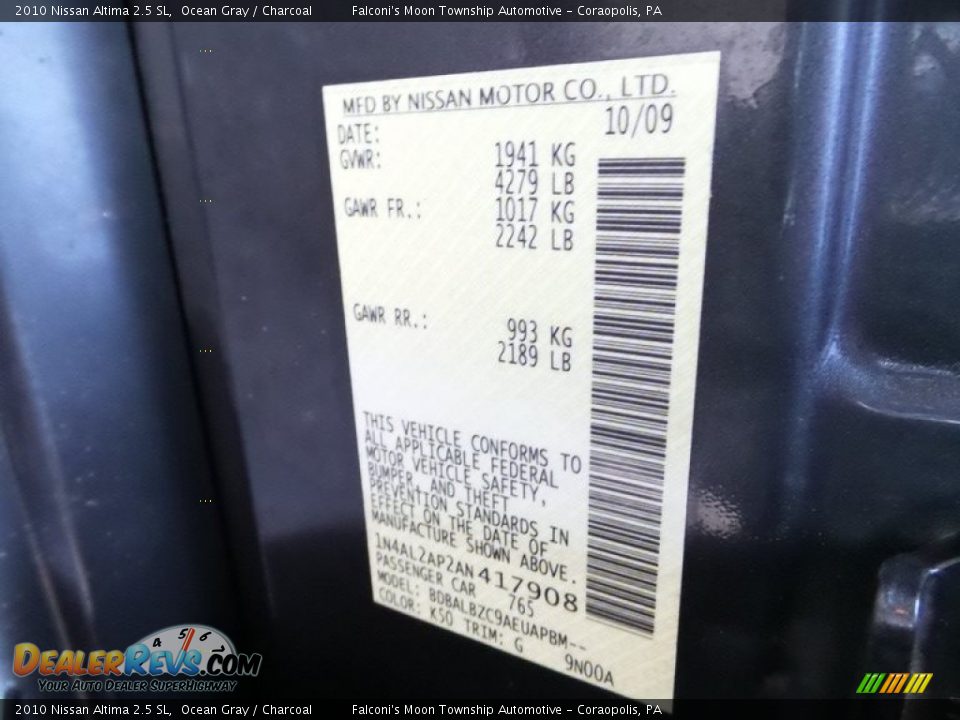 2010 Nissan Altima 2.5 SL, Ocean Gray / Charcoal Falconi's Moon Township Automotive - Coraopolis, PA
MFD BY NISSAN MOTOR CO., LTD.
DATE: 10/09
GVWR: 1941 KG
4279 LB
GAWR FR.: 1017 KG
2242 LB
GAWR RR.: 993 KG
2189 LB
THIS VEHICLE CONFORMS TO
ALL APPLICABLE FEDERAL
MOTOR VEHICLE SAFETY,
BUMPER, AND THEFT
PREVENTION STANDARDS IN
EFFECT ON THE DATE OF
MANUFACTURE SHOWN ABOVE.
1N4AL2AP2AN417908
PASSENGER CAR 765
MODEL: BDBALBZC9AEUAPBM--
COLOR: K50 TRIM: G 9N00A
4 5 6
DEALERREVS.COM
YOUR AUTO DEALER SUPERHIGHWAY
2010 Nissan Altima 2.5 SL, Ocean Gray / Charcoal Falconi's Moon Township Automotive - Coraopolis, PA